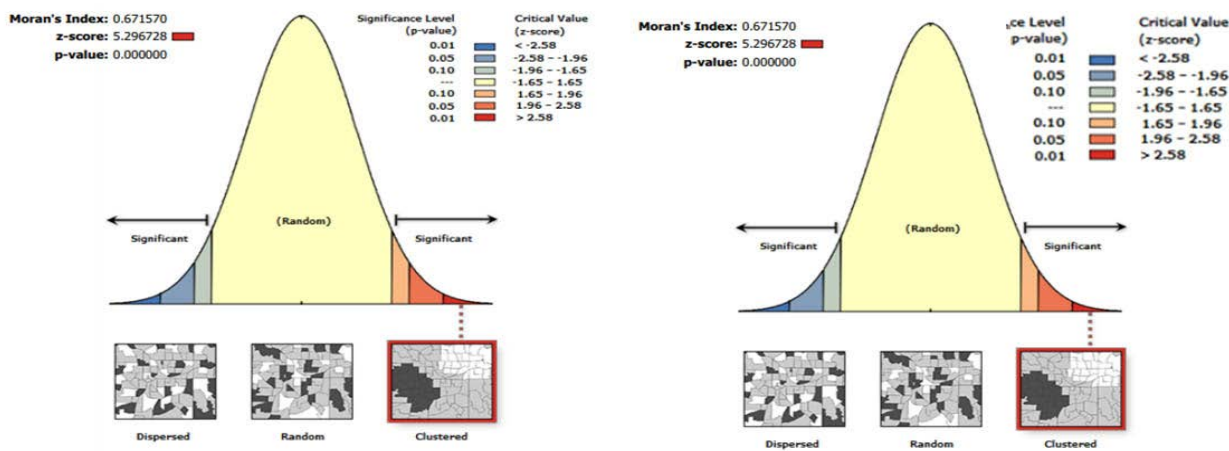 Moran's Index: 0.671570
z-score: 5.296728
p-value: 0.000000
Significance Level
(p-value)
Critical Value
(z-score)
0.01 < -2.58
0.05 -2.58 - -1.96
0.10 -1.96 - -1.65
--- -1.65 - 1.65
0.10 1.65 - 1.96
0.05 1.96 - 2.58
0.01 > 2.58
(Random)
Significant
Significant
Dispersed
Random
Clustered
Moran's Index: 0.671570
z-score: 5.296728
p-value: 0.000000
ce Level
p-value)
Critical Value
(z-score)
0.01 < -2.58
0.05 -2.58 - -1.96
0.10 -1.96 - -1.65
--- -1.65 - 1.65
0.10 1.65 - 1.96
0.05 1.96 - 2.58
0.01 > 2.58
(Random)
Significant
Significant
Dispersed
Random
Clustered